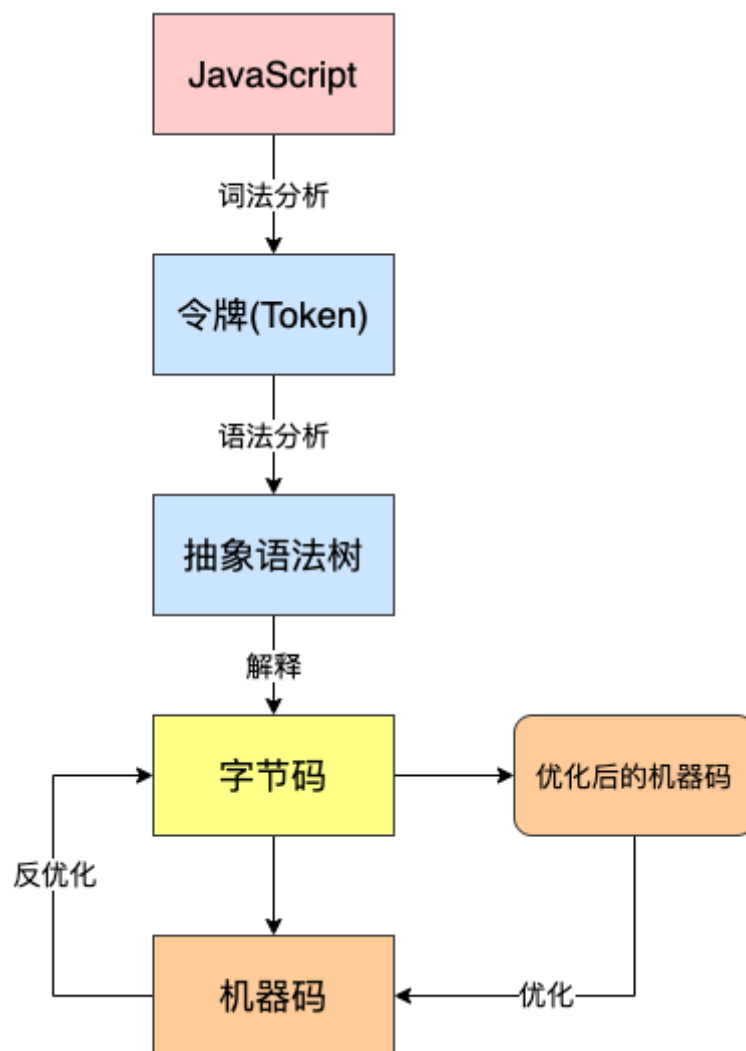 JavaScript
词法分析
令牌(Token)
语法分析
抽象语法树
解释
字节码
优化后的机器码
反优化
机器码
优化